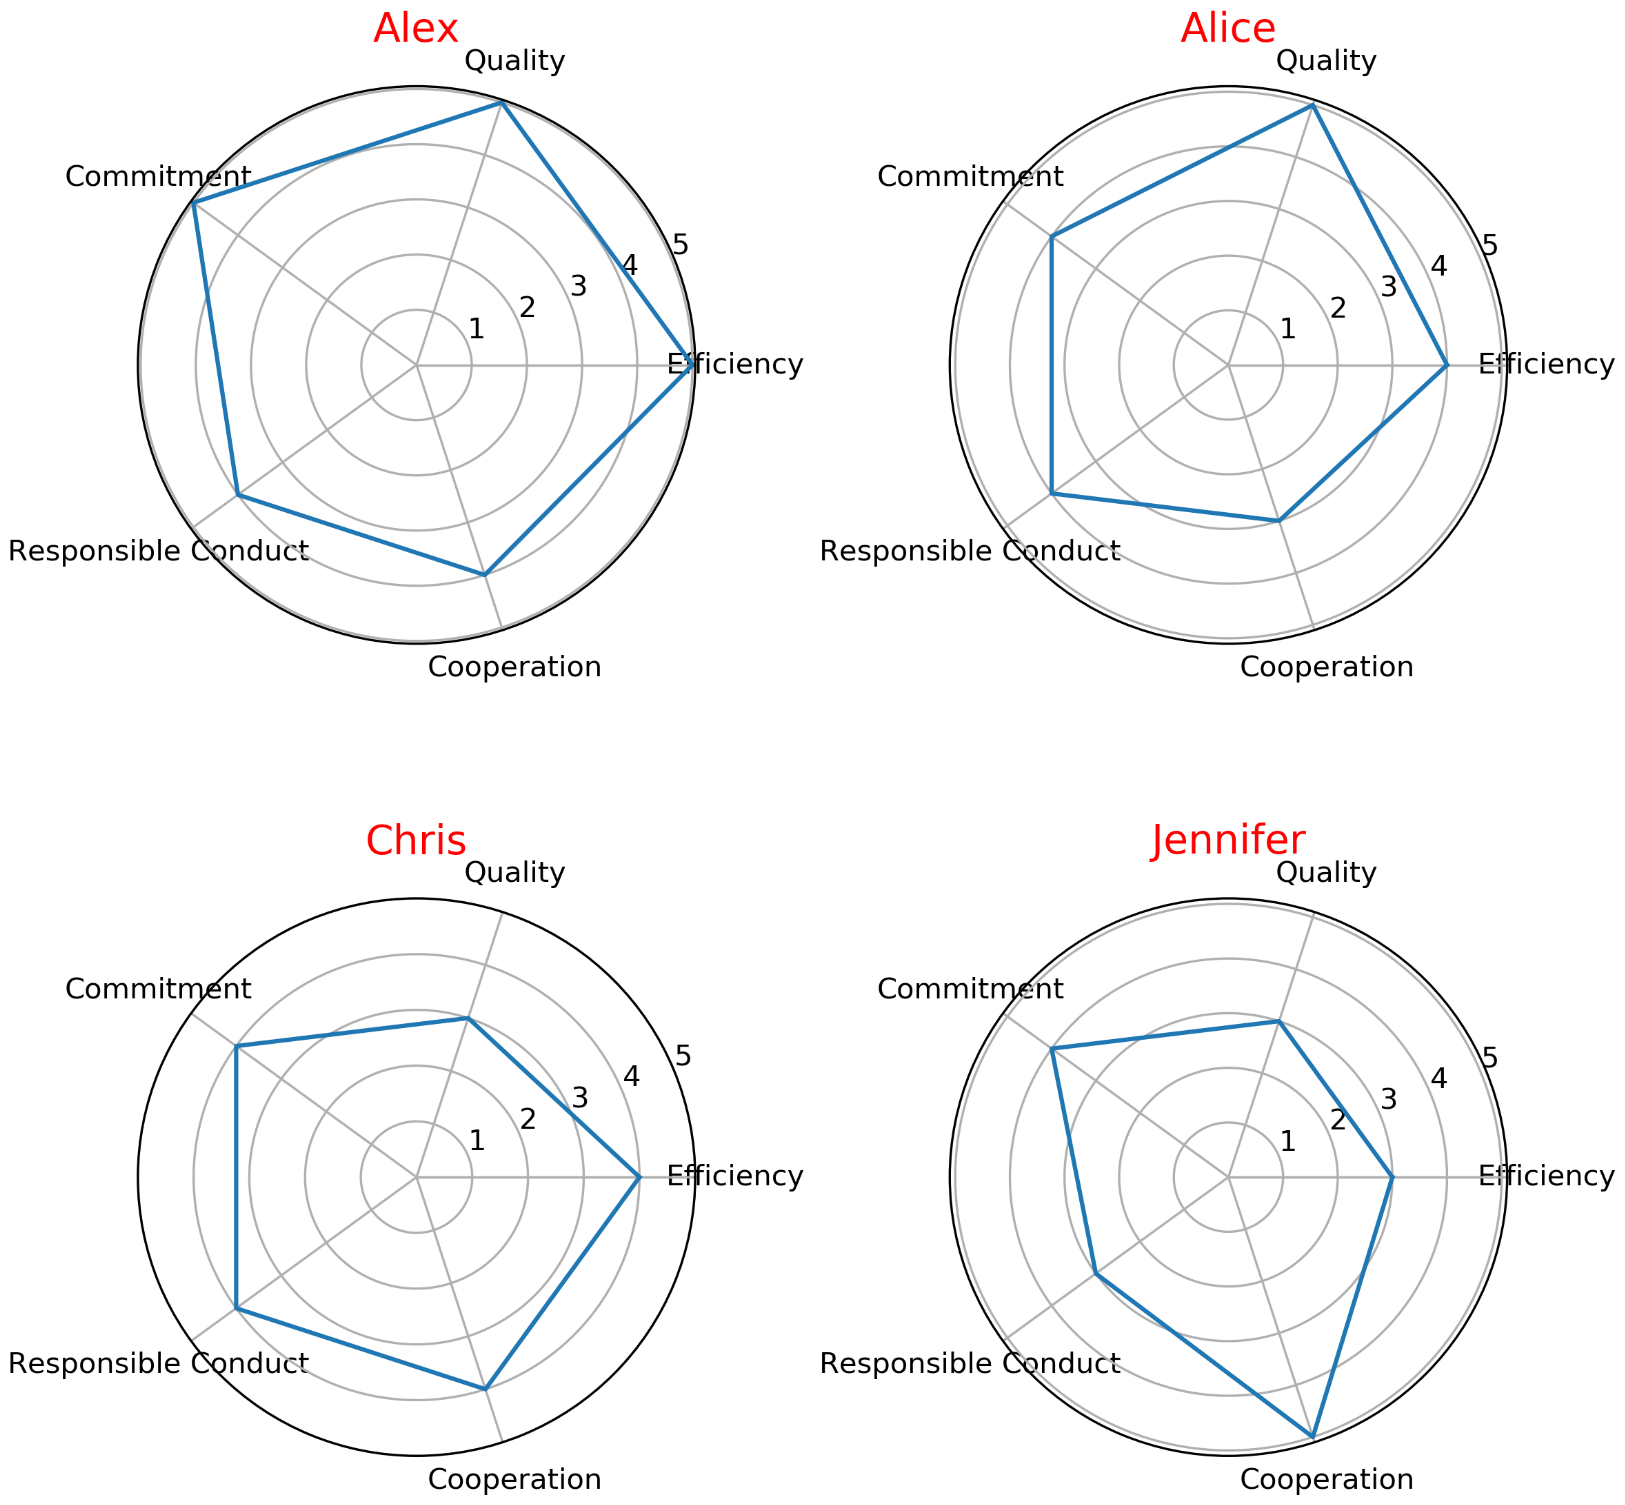 Alex
Quality
Commitment
5
4
3
2
1
Efficiency
Responsible Conduct
Cooperation
Alice
Quality
Commitment
5
4
3
2
1
Efficiency
Responsible Conduct
Cooperation
Chris
Quality
Commitment
5
4
3
2
1
Efficiency
Responsible Conduct
Cooperation
Jennifer
Quality
Commitment
5
4
3
2
1
Efficiency
Responsible Conduct
Cooperation